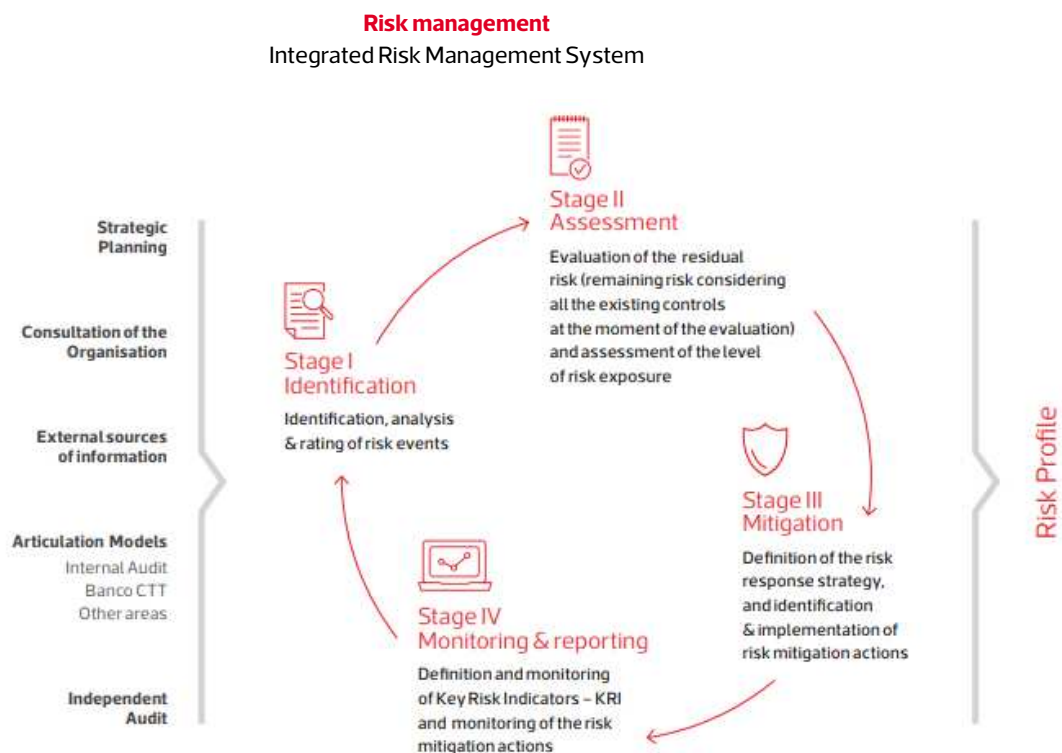 Risk management
Integrated Risk Management System
Strategic
Planning
Consultation of the
Organisation
External sources
of information
Articulation Models
Internal Audit
Banco CTT
Other areas
Independent
Audit
Stage I
Identification
Identification, analysis
& rating of risk events
Stage II
Assessment
Evaluation of the residual
risk (remaining risk considering
all the existing controls
at the moment of the evaluation)
and assessment of the level
of risk exposure
Stage III
Mitigation
Definition of the risk
response strategy,
and identification
& implementation of
risk mitigation actions
Stage IV
Monitoring & reporting
Definition and monitoring
of Key Risk Indicators – KRI
and monitoring of the risk
mitigation actions
Risk Profile